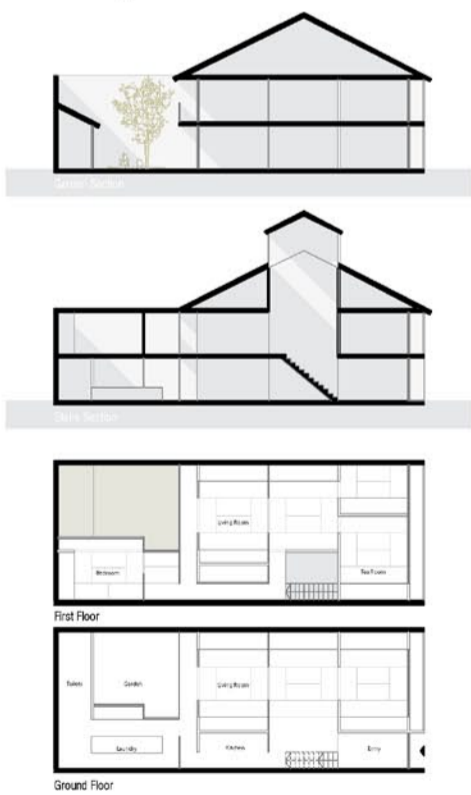 Garden Section
Stairs Section
Living Room
Bedroom
Tea Room
First Floor
Toilets
Garden
Living Room
Laundry
Kitchen
Entry
Ground Floor